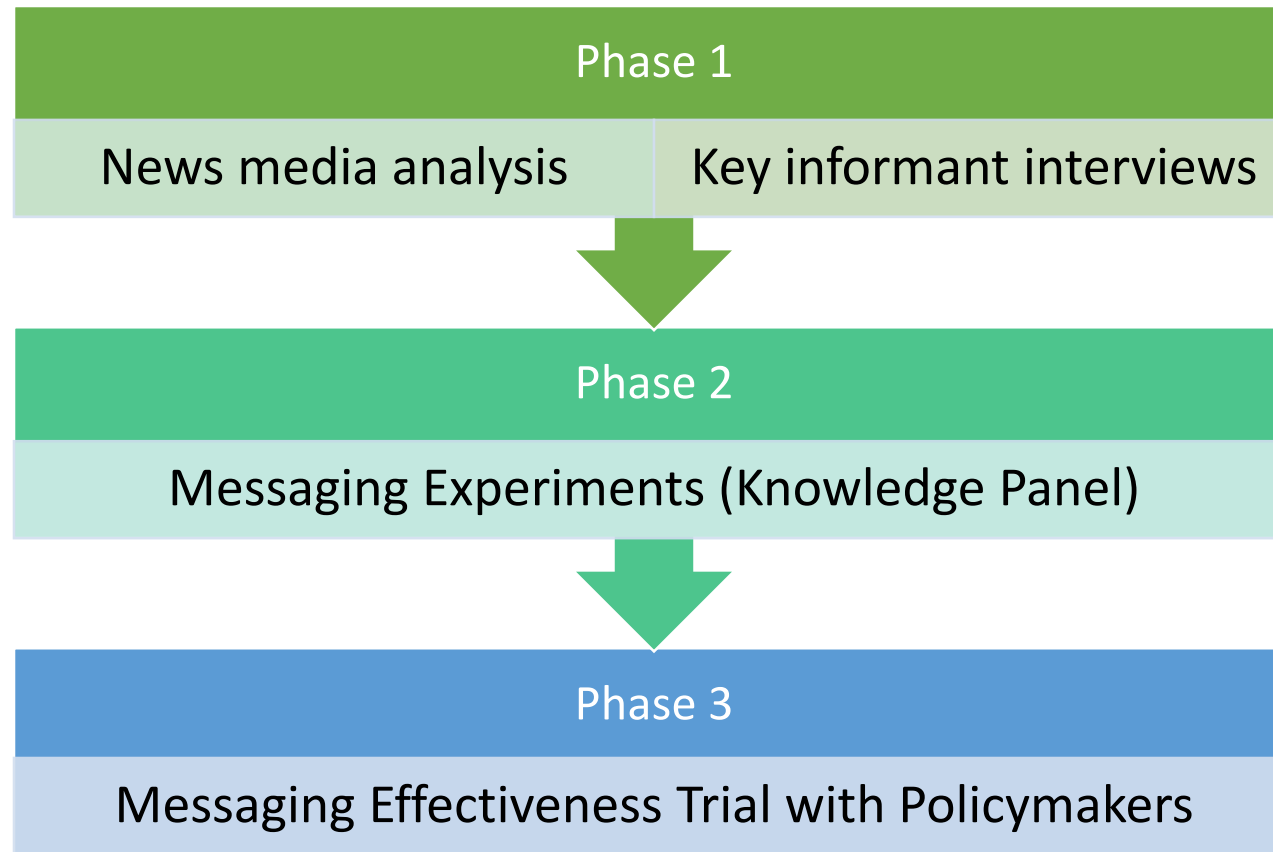 Phase 1
News media analysis
Key informant interviews
Phase 2
Messaging Experiments (Knowledge Panel)
Phase 3
Messaging Effectiveness Trial with Policymakers